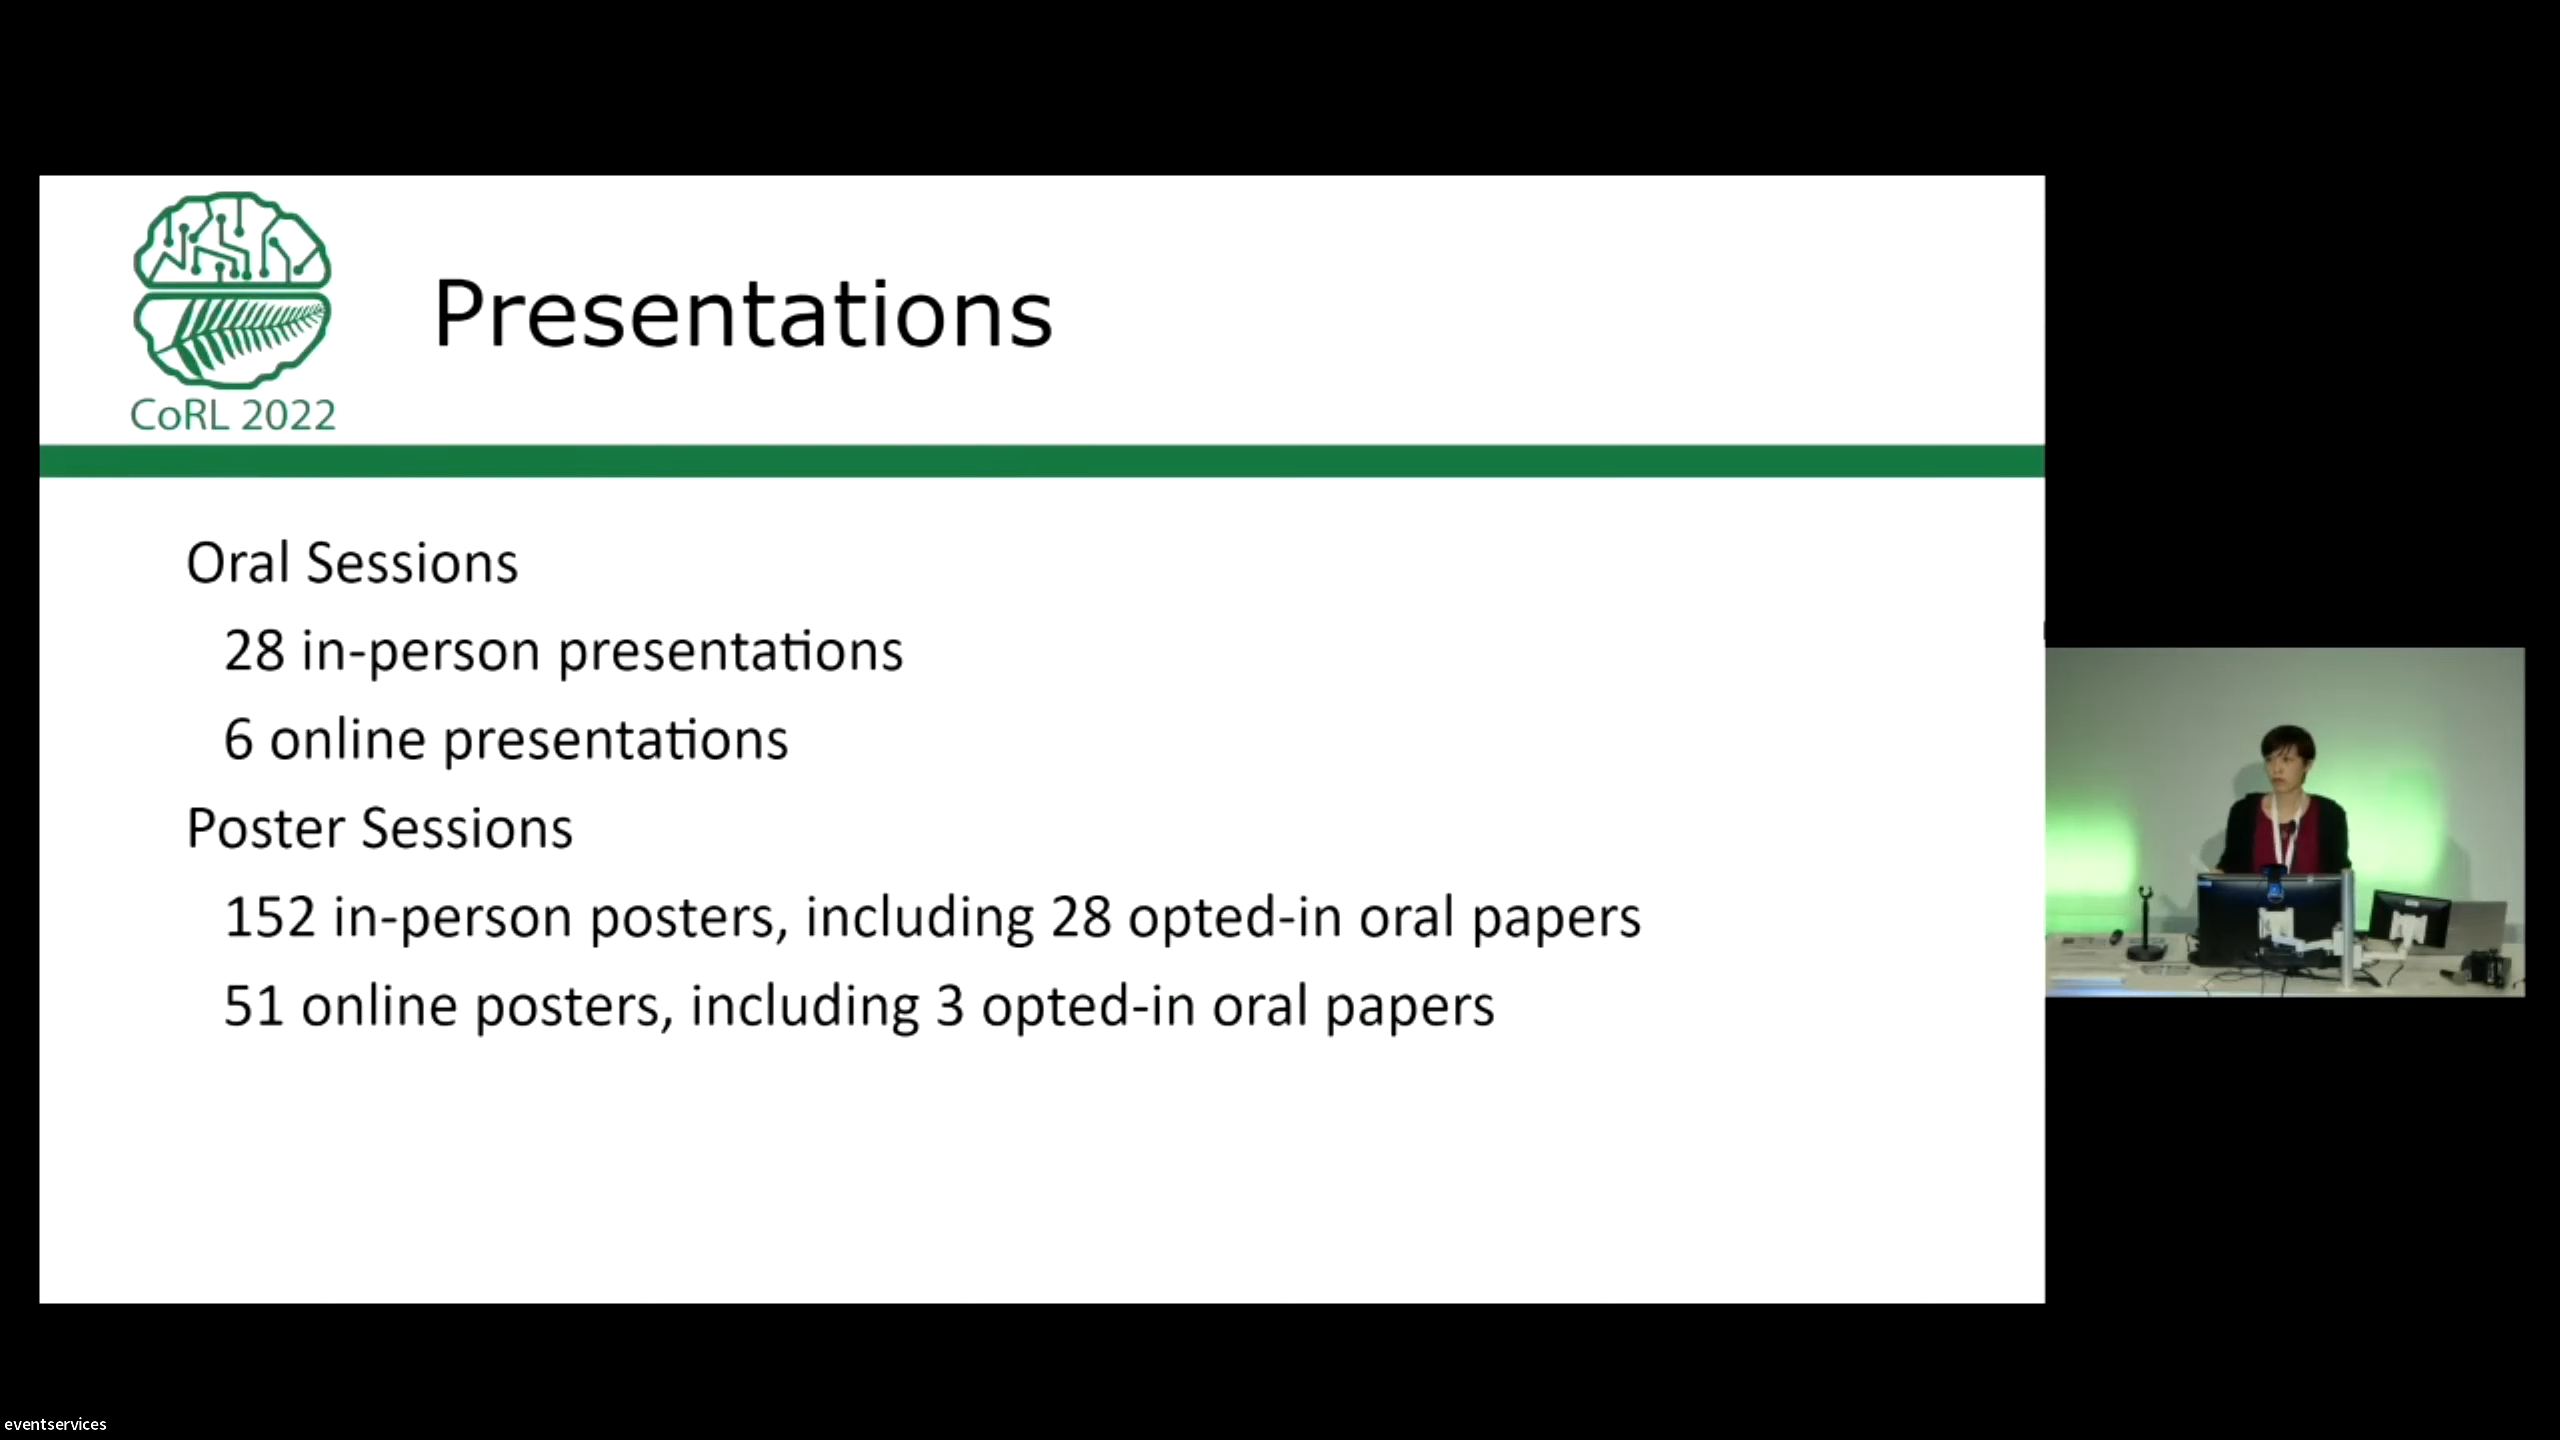 CoRL 2022
Presentations
Oral Sessions
28 in-person presentations
6 online presentations
Poster Sessions
152 in-person posters, including 28 opted-in oral papers
51 online posters, including 3 opted-in oral papers
eventservices